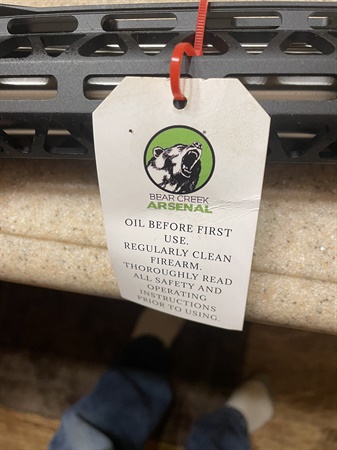 BEAR CREEK
ARSENAL
OIL BEFORE FIRST
USE.
REGULARLY CLEAN
FIREARM.
THOROUGHLY READ
ALL SAFETY AND
OPERATING
INSTRUCTIONS
PRIOR TO USING.